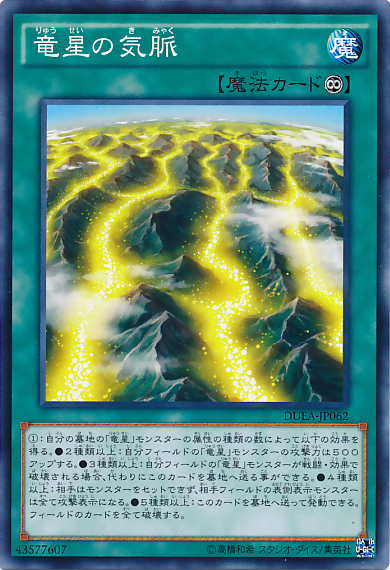 竜星の気脈
【魔法カード】
DUEA-JP062
①:自分の墓地の「竜星」モンスターの属性の種類の数によって以下の効果を
得る。●2種類以上:自分フィールドの「竜星」モンスターの攻撃力は500
アップする。●3種類以上:自分フィールドの「竜星」モンスターが戦闘・効果で
破壊される場合、代わりにこのカードを墓地へ送る事ができる。●4種類
以上:相手はモンスターをセットできず、相手フィールドの表側表示モンスター
は全て攻撃表示になる。●5種類以上:このカードを墓地へ送って発動できる。
フィールドのカードを全て破壊する。
43577607
©高橋和希 スタジオ・ダイス/集英社